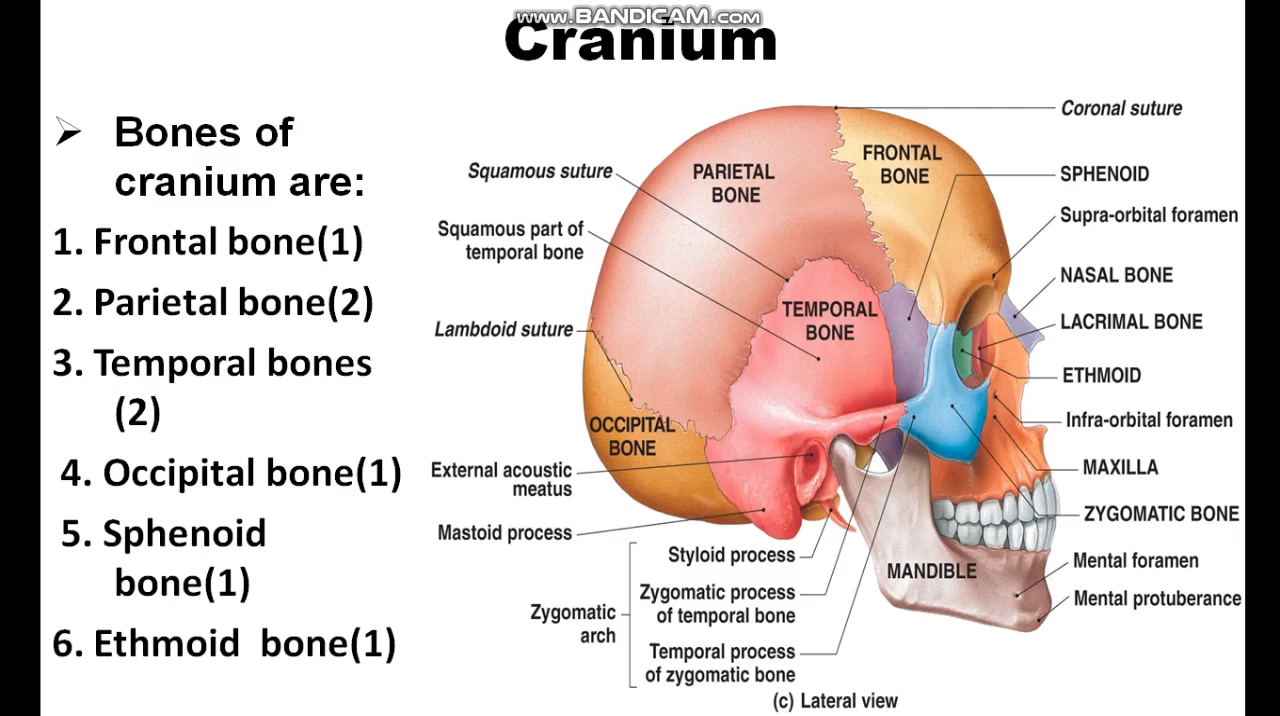 www.BANDICAM.com
Cranium
➢ Bones of
cranium are:
1. Frontal bone(1)
2. Parietal bone(2)
3. Temporal bones
(2)
4. Occipital bone(1)
5. Sphenoid
bone(1)
6. Ethmoid bone(1)
Squamous suture
Squamous part of
temporal bone
Lambdoid suture
External acoustic
meatus
Mastoid process
Styloid process
Zygomatic process
of temporal bone
Zygomatic
arch
Temporal process
of zygomatic bone
PARIETAL
BONE
FRONTAL
BONE
TEMPORAL
BONE
OCCIPITAL
BONE
MANDIBLE
Coronal suture
SPHENOID
Supra-orbital foramen
NASAL BONE
LACRIMAL BONE
ETHMOID
Infra-orbital foramen
MAXILLA
ZYGOMATIC BONE
Mental foramen
Mental protuberance
(c) Lateral view